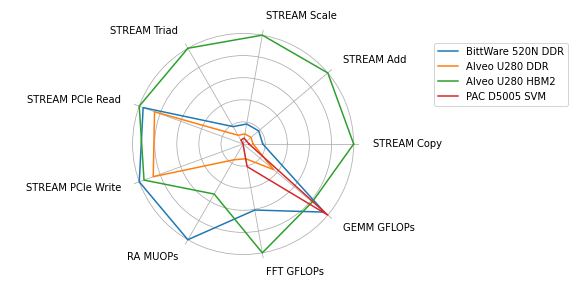 STREAM Scale
STREAM Triad
STREAM Add
BittWare 520N DDR
Alveo U280 DDR
Alveo U280 HBM2
PAC D5005 SVM
STREAM PCIe Read
STREAM Copy
STREAM PCIe Write
GEMM GFLOPs
RA MUOPs
FFT GFLOPs